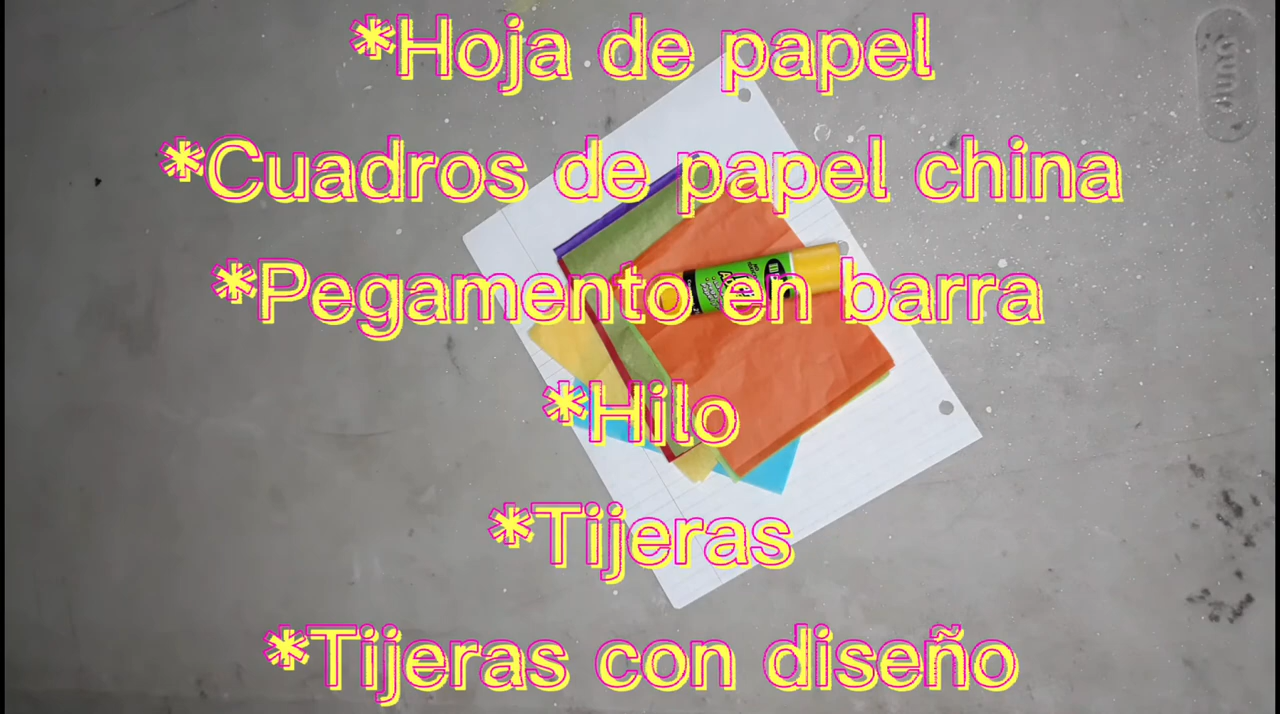 *Hoja de papel
*Cuadros de papel china
*Pegamento en barra
*Hilo
*Tijeras
*Tijeras con diseño